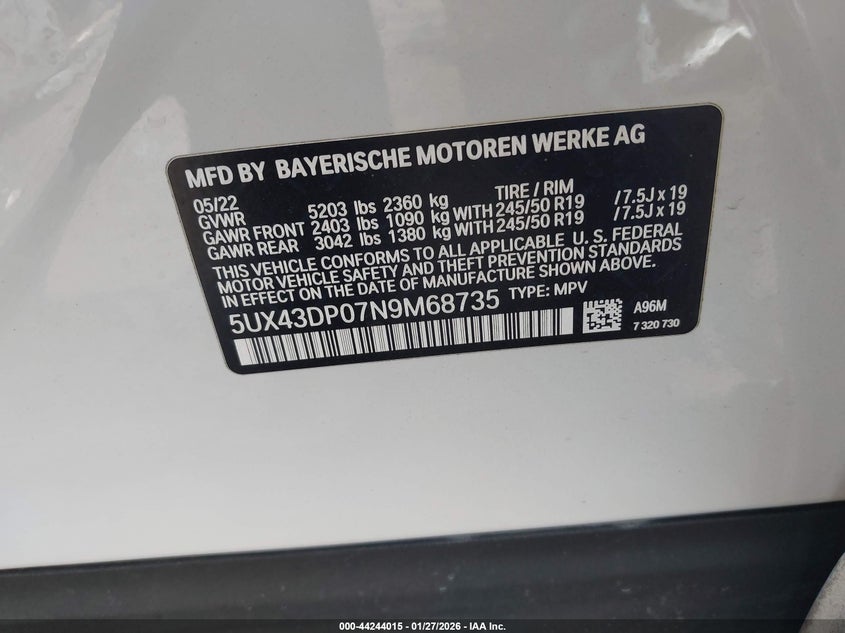 MFD BY BAYERISCHE MOTOREN WERKE AG
05/22 TIRE / RIM
GVWR 5203 lbs 2360 kg
GAWR FRONT 2403 lbs 1090 kg WITH 245/50 R19 / 7.5J x 19
GAWR REAR 3042 lbs 1380 kg WITH 245/50 R19 / 7.5J x 19
THIS VEHICLE CONFORMS TO ALL APPLICABLE U. S. FEDERAL
MOTOR VEHICLE SAFETY AND THEFT PREVENTION STANDARDS
IN EFFECT ON THE DATE OF MANUFACTURE SHOWN ABOVE.
5UX43DP07N9M68735 TYPE: MPV
A96M
7 320 730
000-44244015 - 01/27/2026 - IAA Inc.